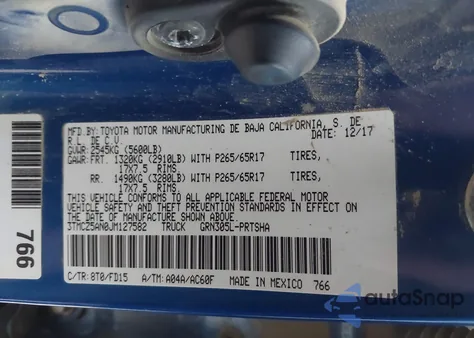 MFD.BY: TOYOTA MOTOR MANUFACTURING DE BAJA CALIFORNIA, S. DE
R.L. DE C.V. DATE: 12/17
GVWR: 2545KG (5600LB)
GAWR: FRT. 1320KG (2910LB) WITH P265/65R17 TIRES,
17X7.5 RIMS.
RR. 1490KG (3280LB) WITH P265/65R17 TIRES,
17X7.5 RIMS.
THIS VEHICLE CONFORMS TO ALL APPLICABLE FEDERAL MOTOR
VEHICLE SAFETY AND THEFT PREVENTION STANDARDS IN EFFECT
ON THE DATE OF MANUFACTURE SHOWN ABOVE.
3TMCZ5AN0JM127502 TRUCK GRN305L-PRTSHA
C/TR: 8T0/FD15 A/TM: A04A/AC60F MADE IN MEXICO 766
766
autoSnap